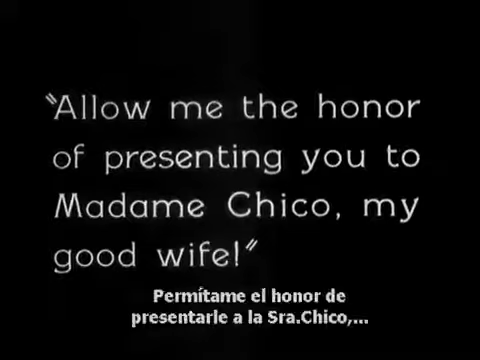 "Allow me the honor
of presenting you to
Madame Chico, my
good wife!"
Permítame el honor de
presentarle a la Sra.Chico,...